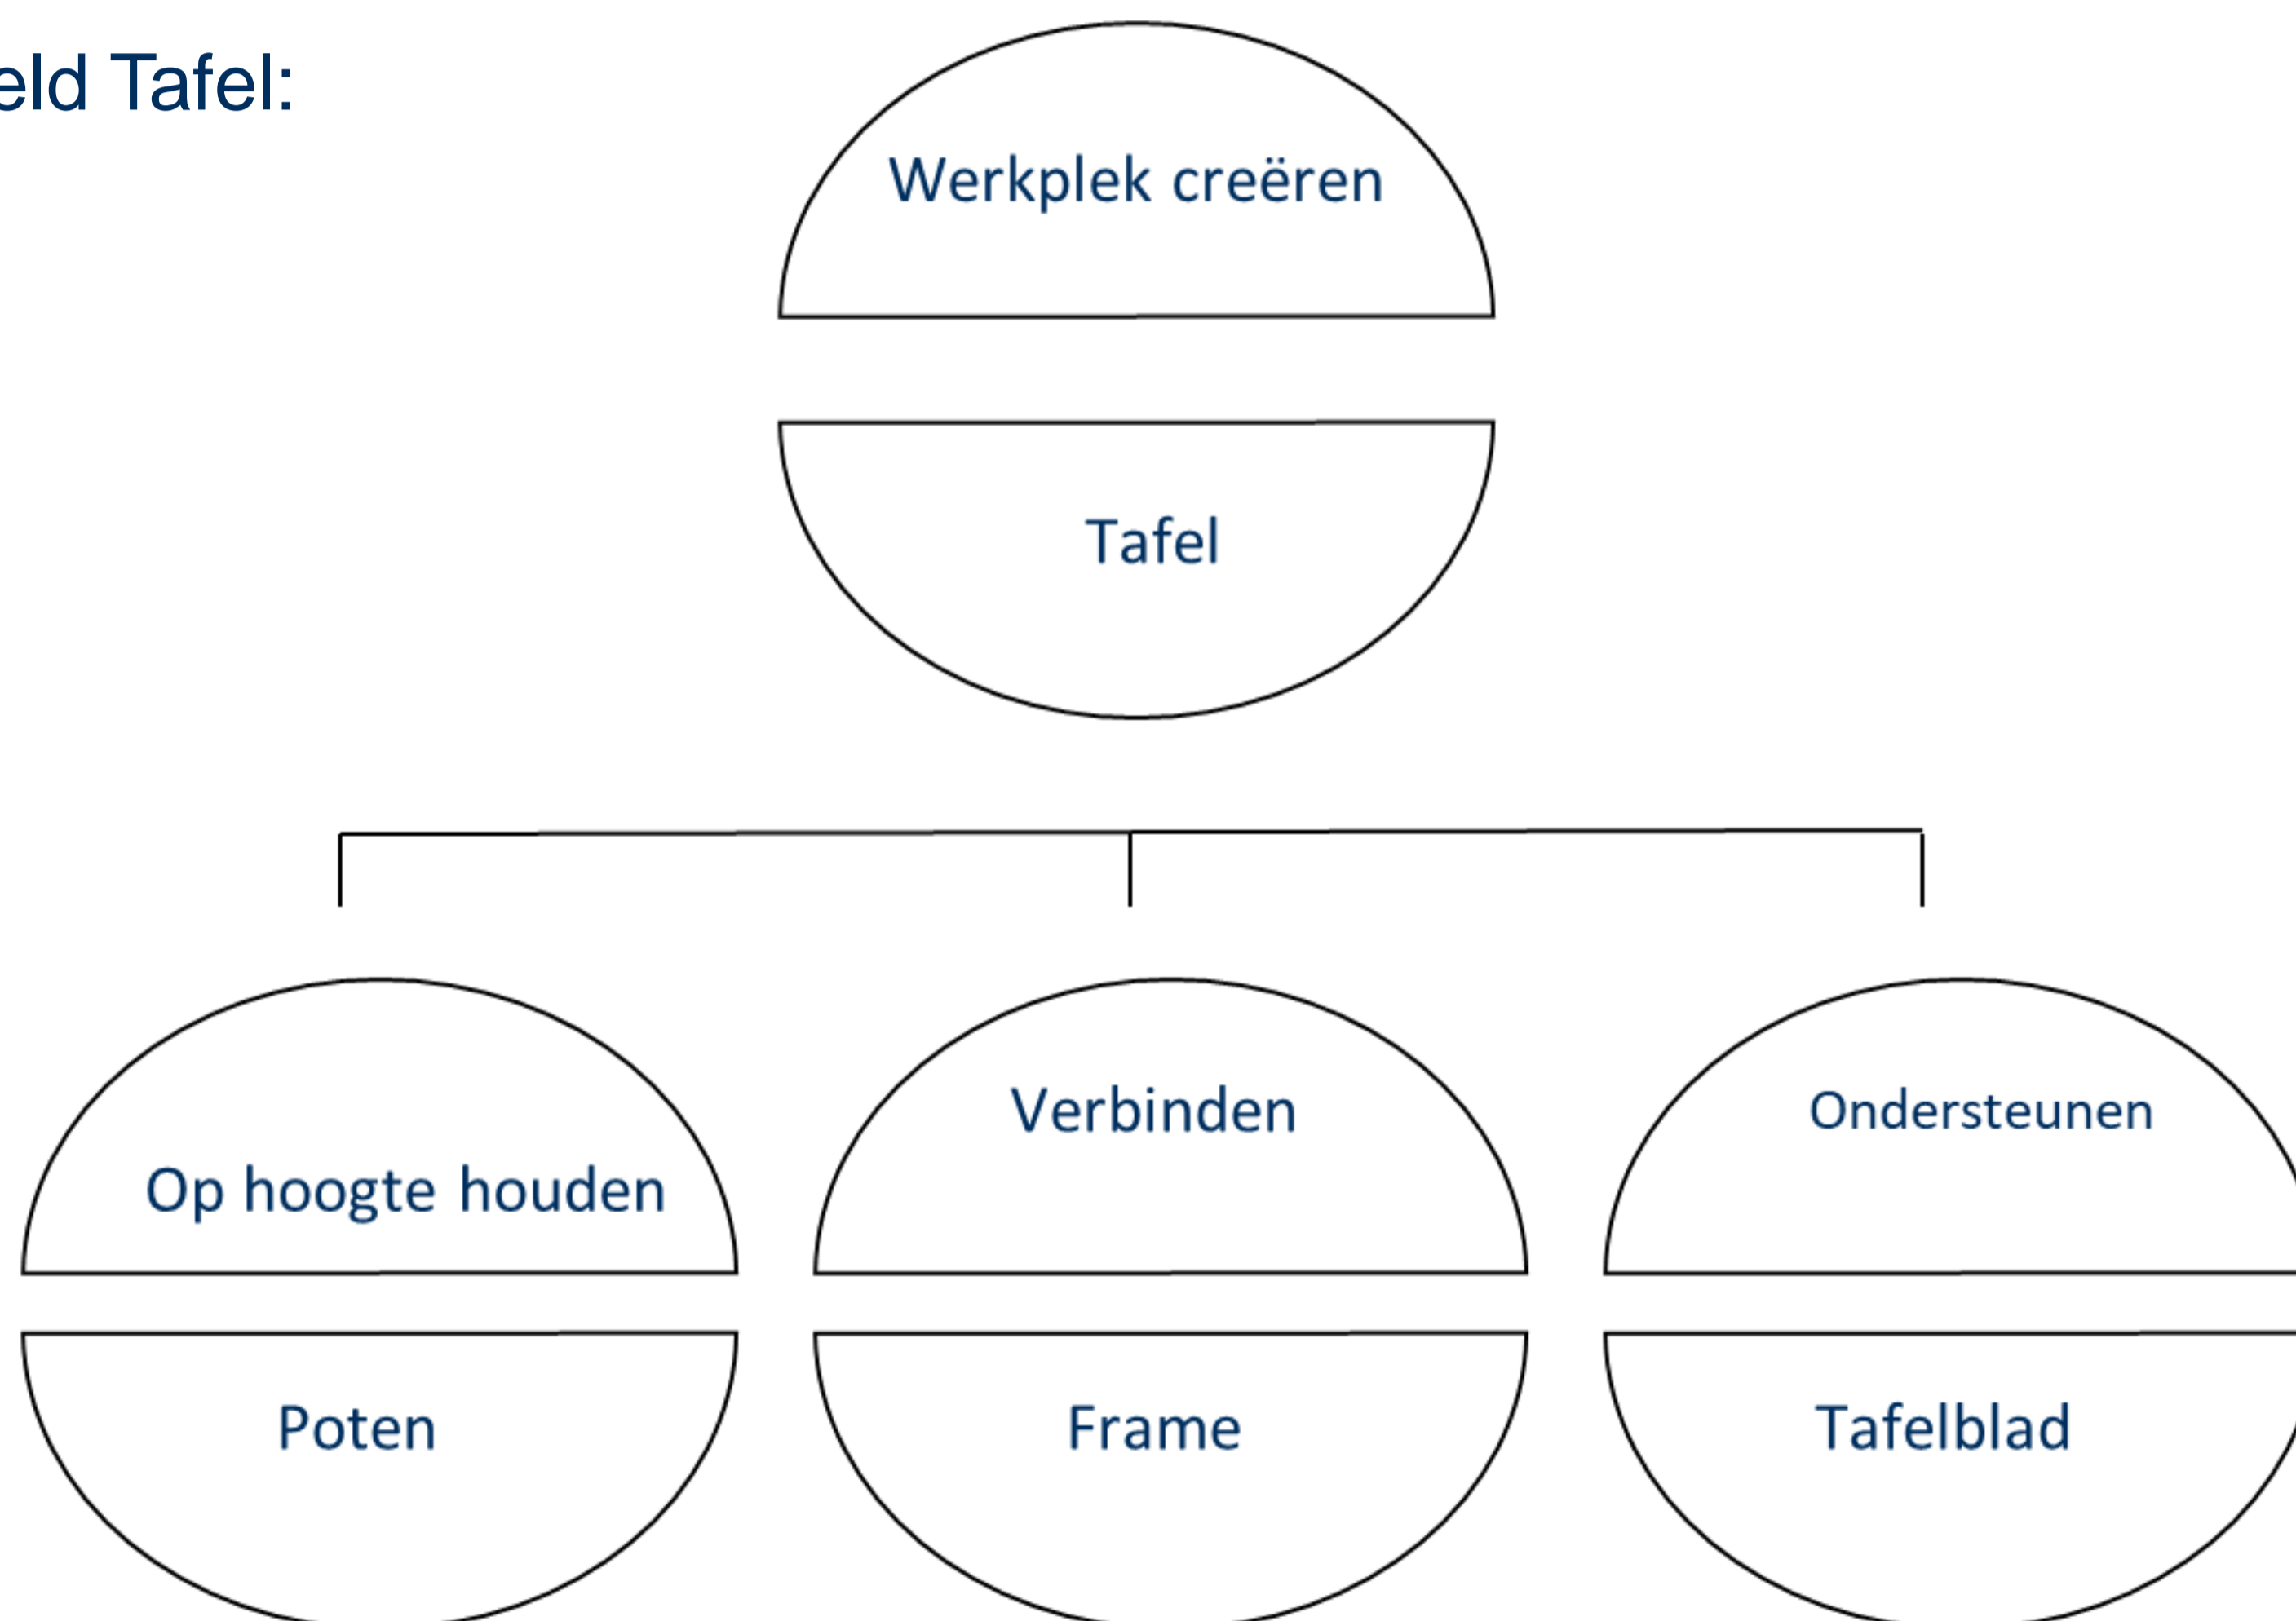 eld Tafel:
Werkplek creëren
Tafel
Op hoogte houden
Verbinden
Ondersteunen
Poten
Frame
Tafelblad